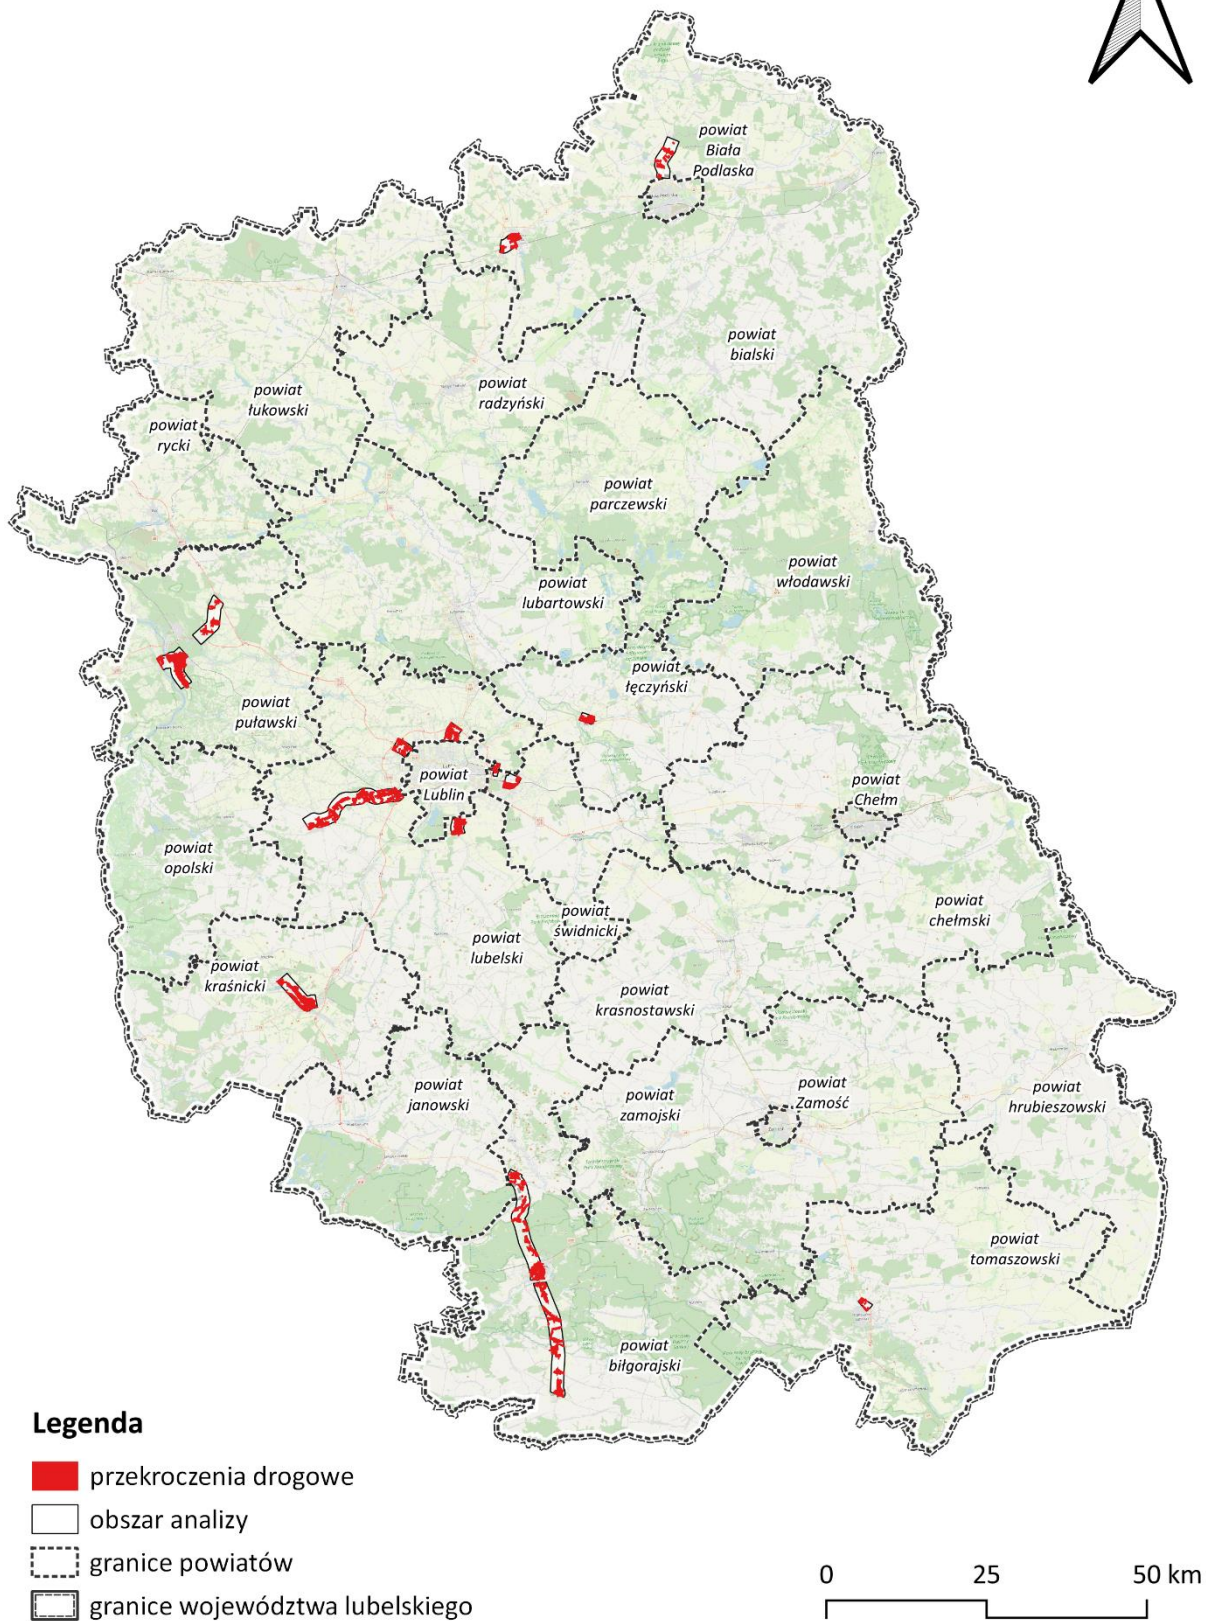 powiat
Biała
Podlaska
powiat
bialski
powiat
łukowski
powiat
radzyński
powiat
rycki
powiat
parczewski
powiat
lubartowski
powiat
włodawski
powiat
łęczyński
powiat
puławski
powiat
Lublin
powiat
Chełm
powiat
opolski
powiat
chełmski
powiat
świdnicki
powiat
lubelski
powiat
kraśnicki
powiat
krasnostawski
powiat
janowski
powiat
zamojski
powiat
Zamość
powiat
hrubieszowski
powiat
tomaszowski
powiat
biłgorajski
Legenda
przekroczenia drogowe
obszar analizy
granice powiatów
granice województwa lubelskiego
0 25 50 km